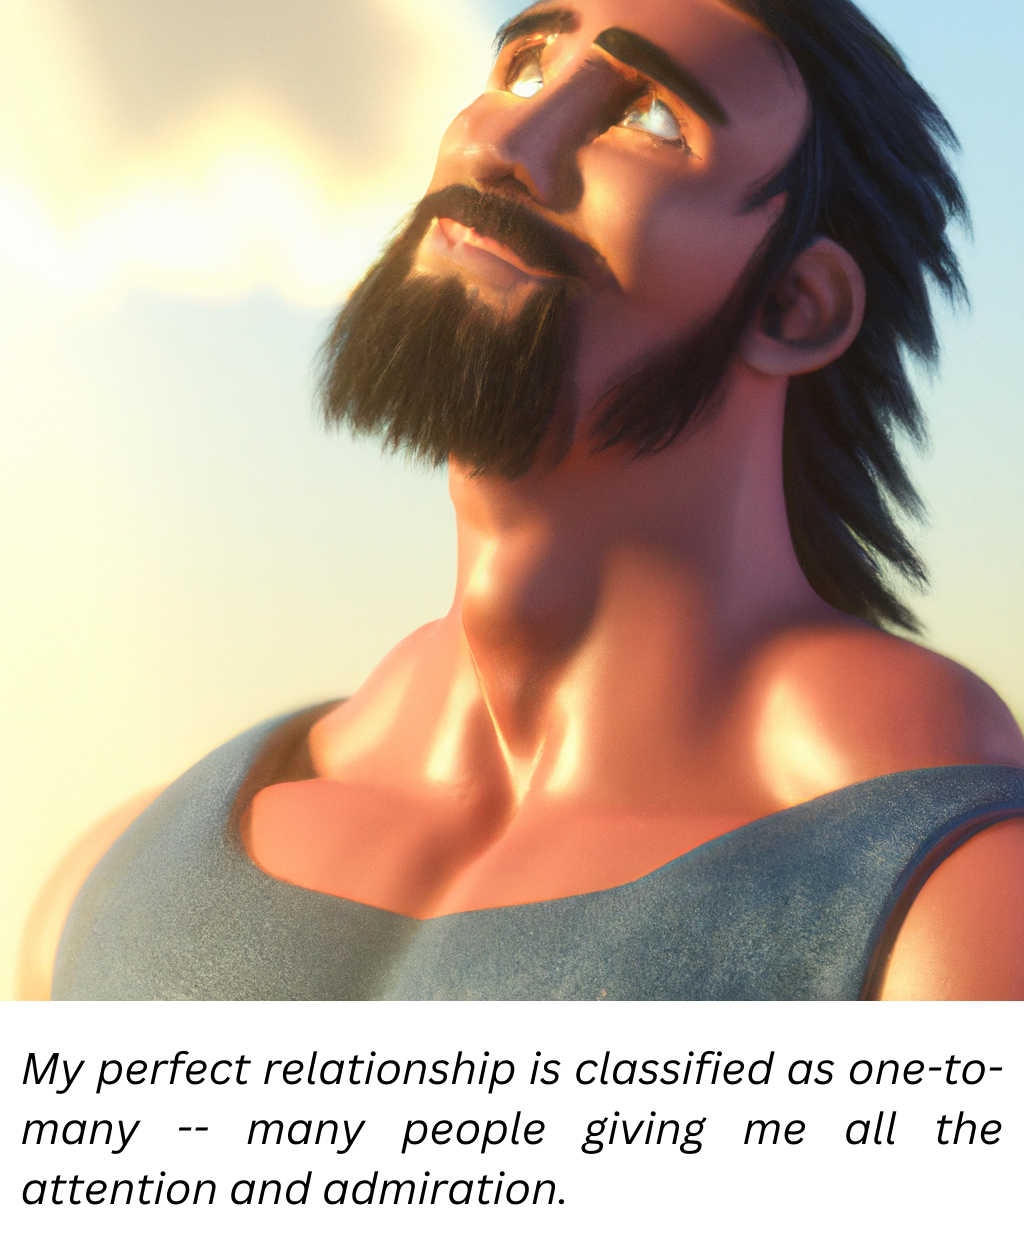 My perfect relationship is classified as one-to-
many -- many people giving me all the
attention and admiration.